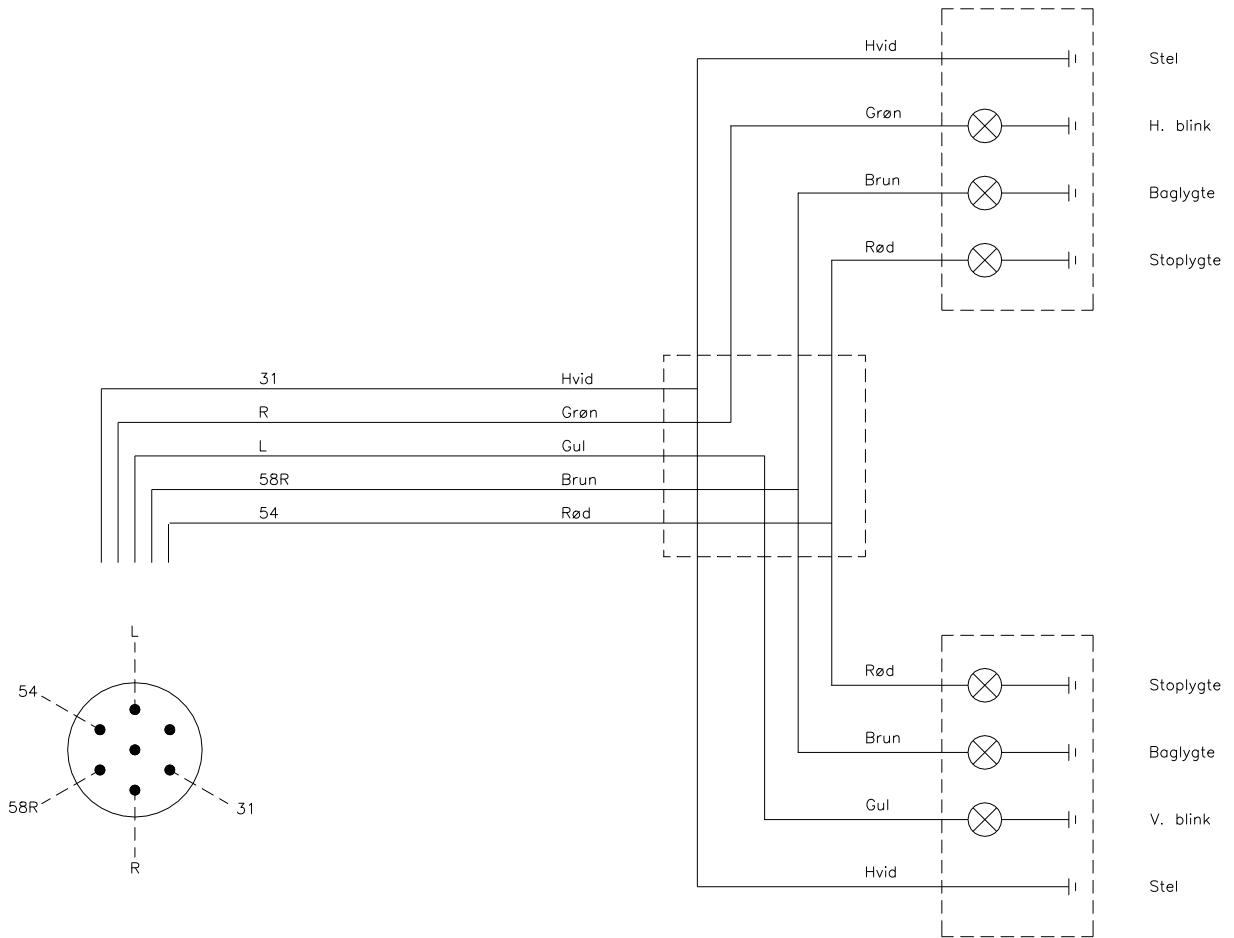 Hvid Stel
Grøn H. blink
Brun Baglygte
Rød Stoplygte
31 Hvid
R Grøn
L Gul
58R Brun
54 Rød
L
54
58R
31
R
Rød Stoplygte
Brun Baglygte
Gul V. blink
Hvid Stel